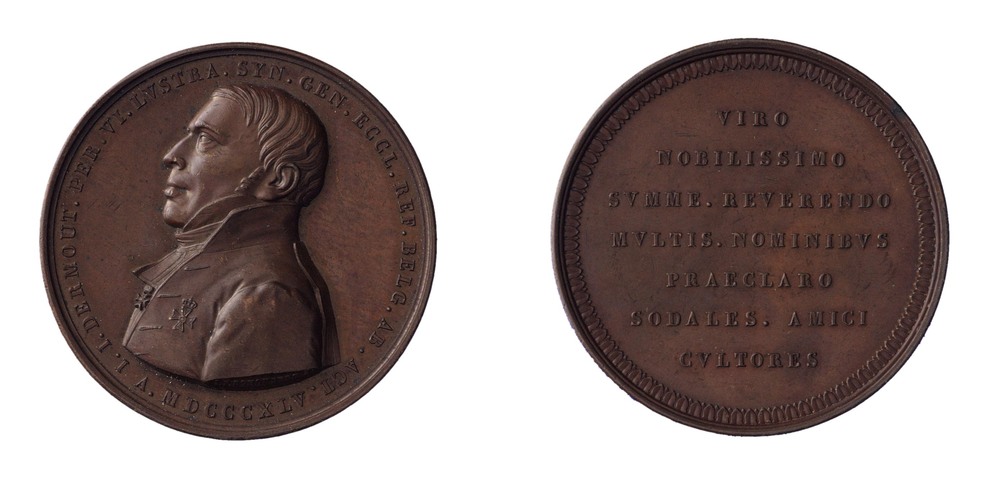 I. I. DERMOUT. PER. VI. LVSTRA. SYN. GEN. ECCL. REF. BELG. AB. ACT.
A. MDCCCXLV.
VIRO
NOBILISSIMO
SVMME. REVERENDO
MVLTIS. NOMINIBVS
PRAECLARO
SODALES. AMICI
CVLTORES